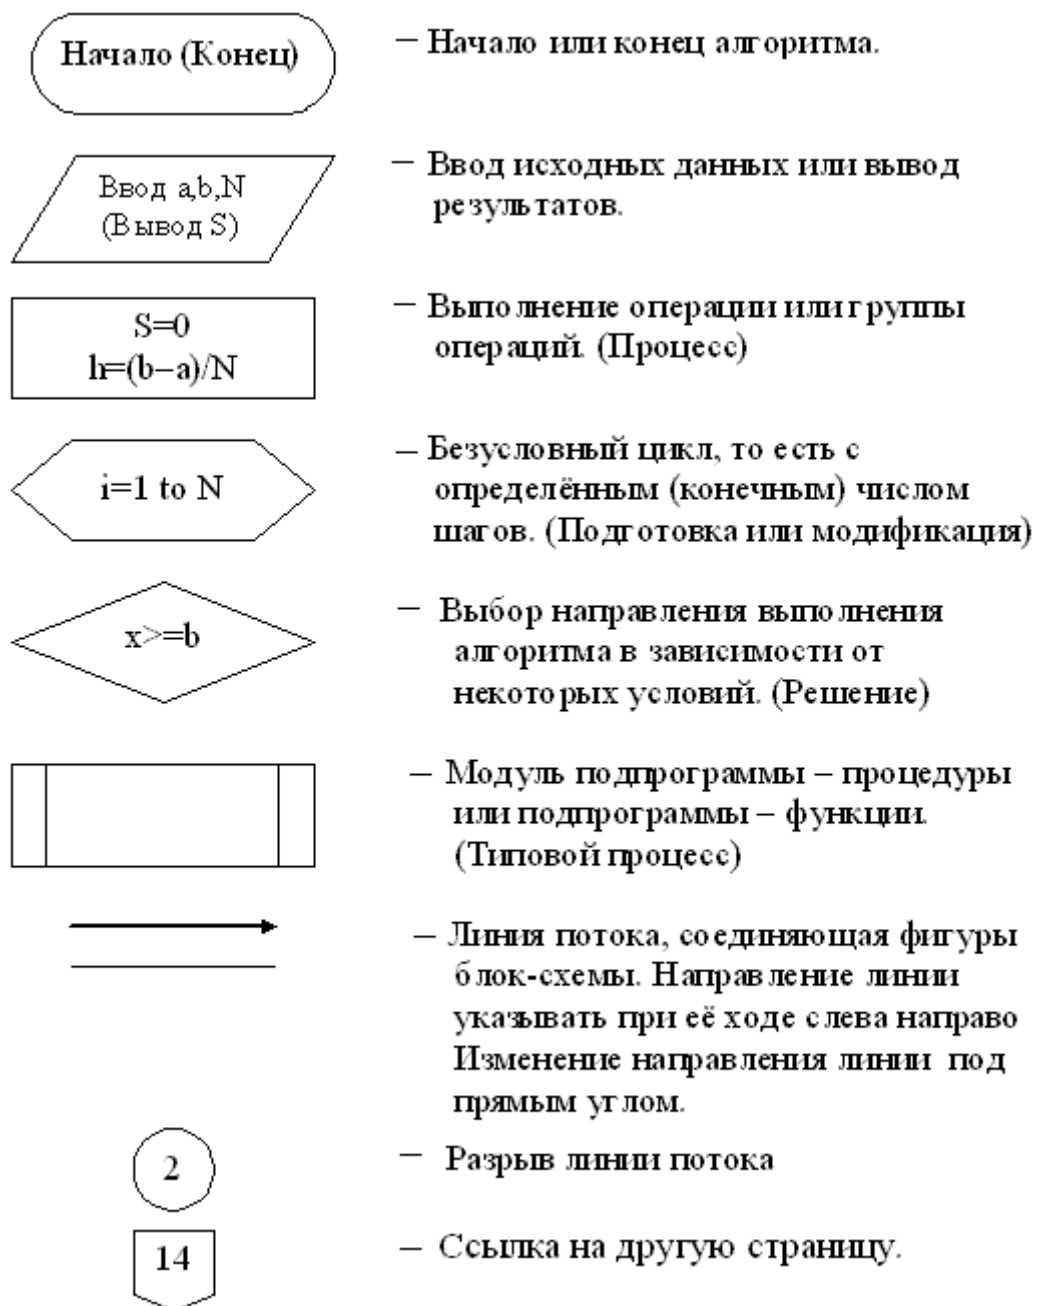 Начало (Конец)
– Начало или конец алгоритма.
Ввод a,b,N
(Вывод S)
– Ввод исходных данных или вывод
результатов.
S=0
h=(b–a)/N
– Выполнение операции или группы
операций. (Процесс)
i=1 to N
– Безусловный цикл, то есть с
определённым (конечным) числом
шагов. (Подготовка или модификация)
x>=b
– Выбор направления выполнения
алгоритма в зависимости от
некоторых условий. (Решение)
– Модуль подпрограммы – процедуры
или подпрограммы – функции.
(Типовой процесс)
– Линия потока, соединяющая фигуры
блок-схемы. Направление линии
указывать при её ходе слева направо
Изменение направления линии под
прямым углом.
2
– Разрыв линии потока
14
– Ссылка на другую страницу.